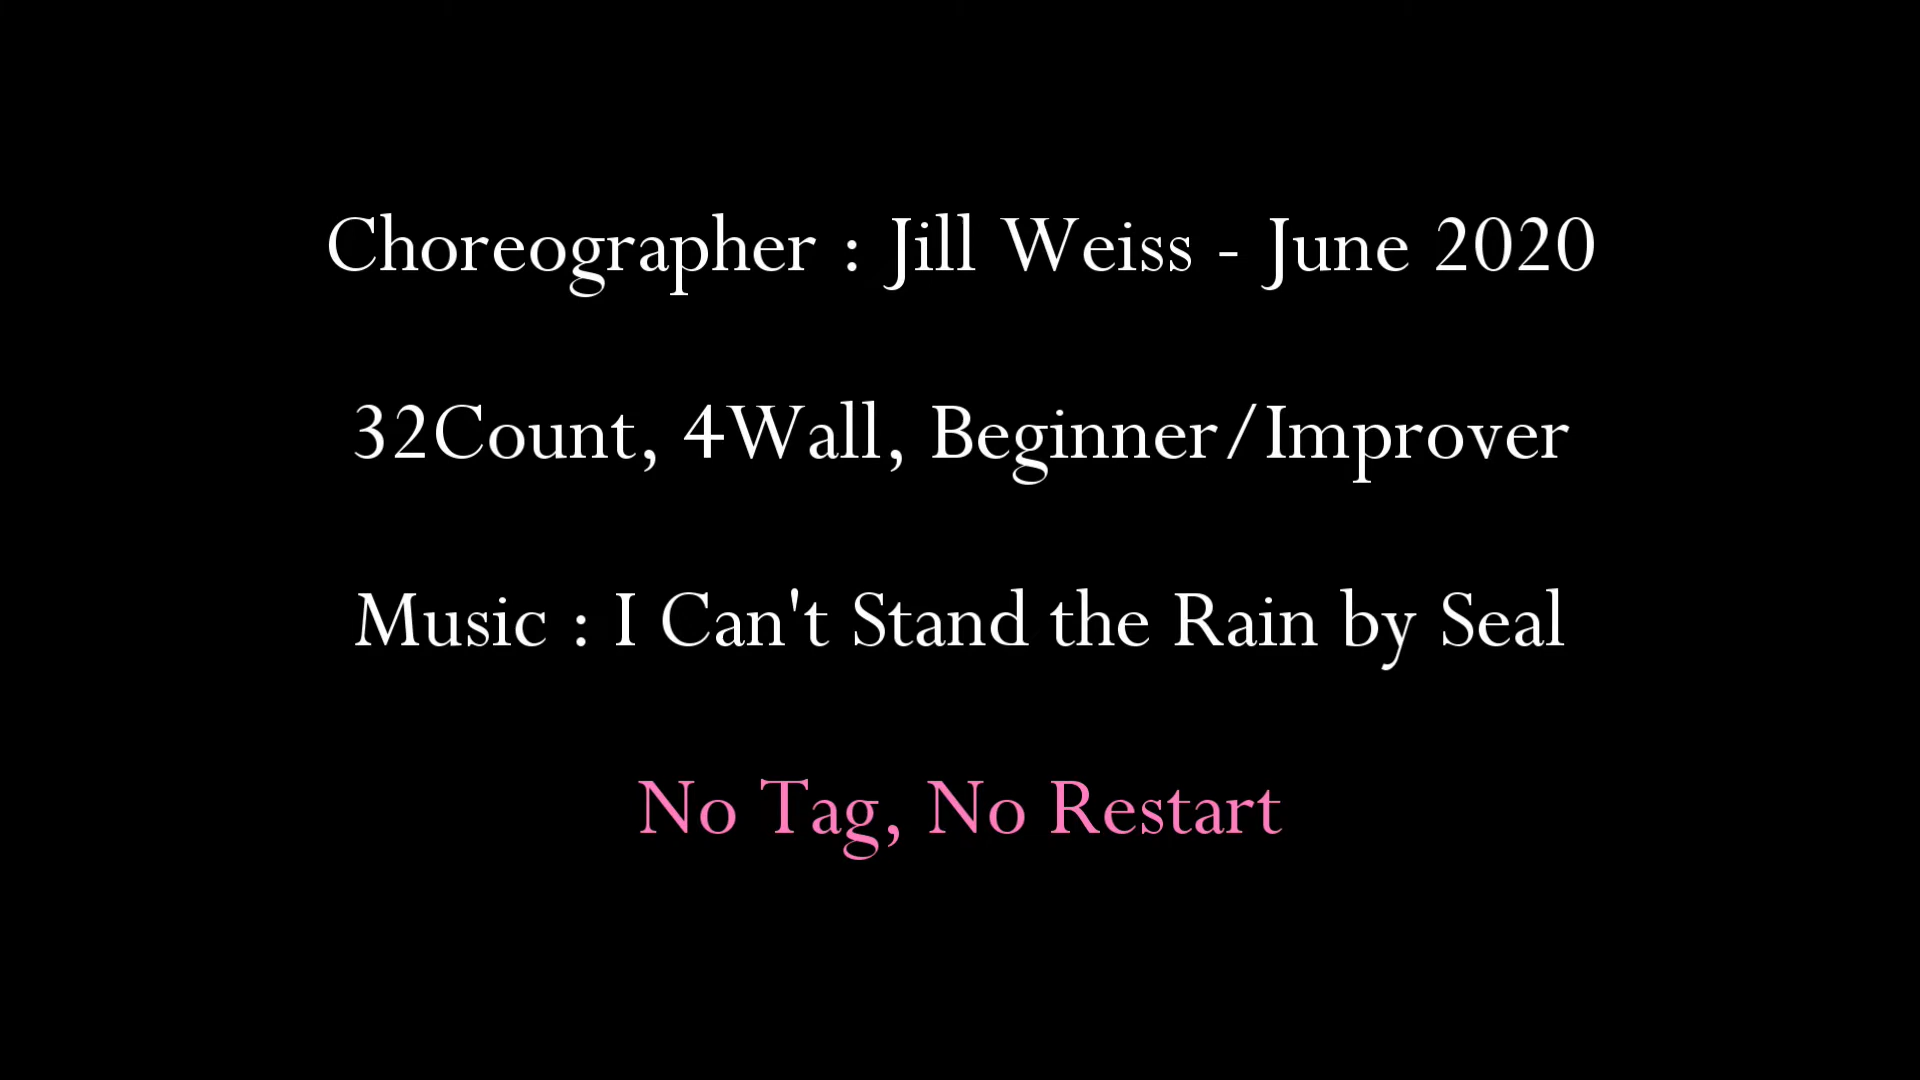 Choreographer : Jill Weiss - June 2020
32Count, 4Wall, Beginner/Improver
Music : I Can't Stand the Rain by Seal
No Tag, No Restart